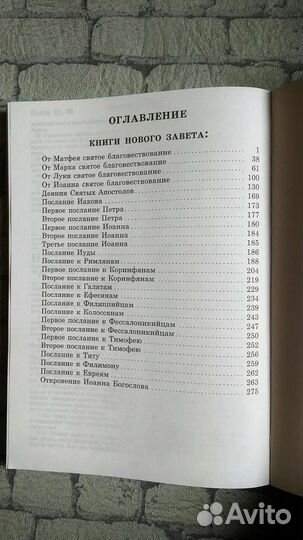 ОГЛАВЛЕНИЕ
КНИГИ НОВОГО ЗАВЕТА:
От Матфея святое благовествование 1
От Марка святое благовествование 38
От Луки святое благовествование 61
От Иоанна святое благовествование 100
Деяния Святых Апостолов 130
Послание Иакова 169
Первое послание Петра 173
Второе послание Петра 177
Первое послание Иоанна 180
Второе послание Иоанна 184
Третье послание Иоанна 185
Послание Иуды 186
Послание к Римлянам 188
Первое послание к Коринфянам 204
Второе послание к Коринфянам 219
Послание к Галатам 229
Послание к Ефесянам 234
Послание к Филиппийцам 239
Послание к Колоссянам 243
Первое послание к Фессалоникийцам 247
Второе послание к Фессалоникийцам 250
Первое послание к Тимофею 252
Второе послание к Тимофею 256
Послание к Титу 259
Послание к Филимону 261
Послание к Евреям 262
Откровение Иоанна Богослова 275
Avito